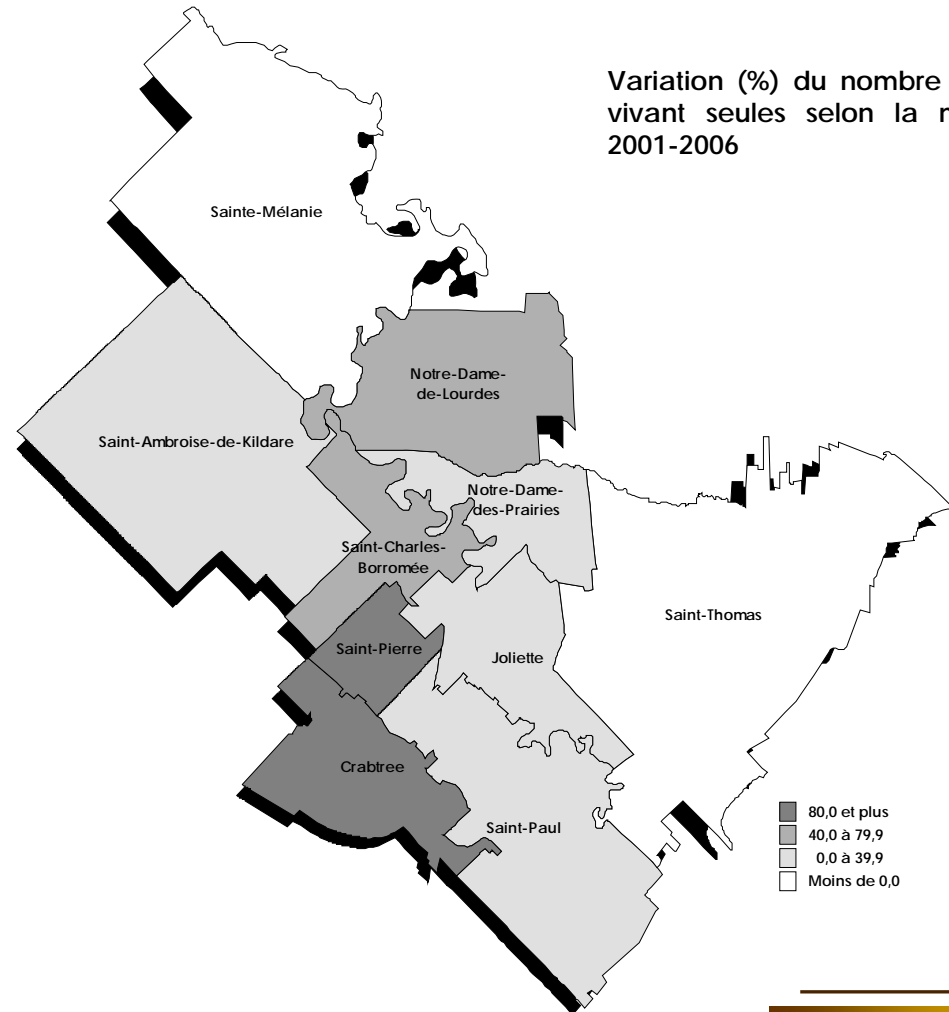 Variation (%) du nombre
vivant seules selon la
2001-2006
Sainte-Mélanie
Notre-Dame-
de-Lourdes
Saint-Ambroise-de-Kildare
Notre-Dame-
des-Prairies
Saint-Charles-
Borromée
Saint-Thomas
Saint-Pierre
Joliette
Crabtree
Saint-Paul
80,0 et plus
40,0 à 79,9
0,0 à 39,9
Moins de 0,0